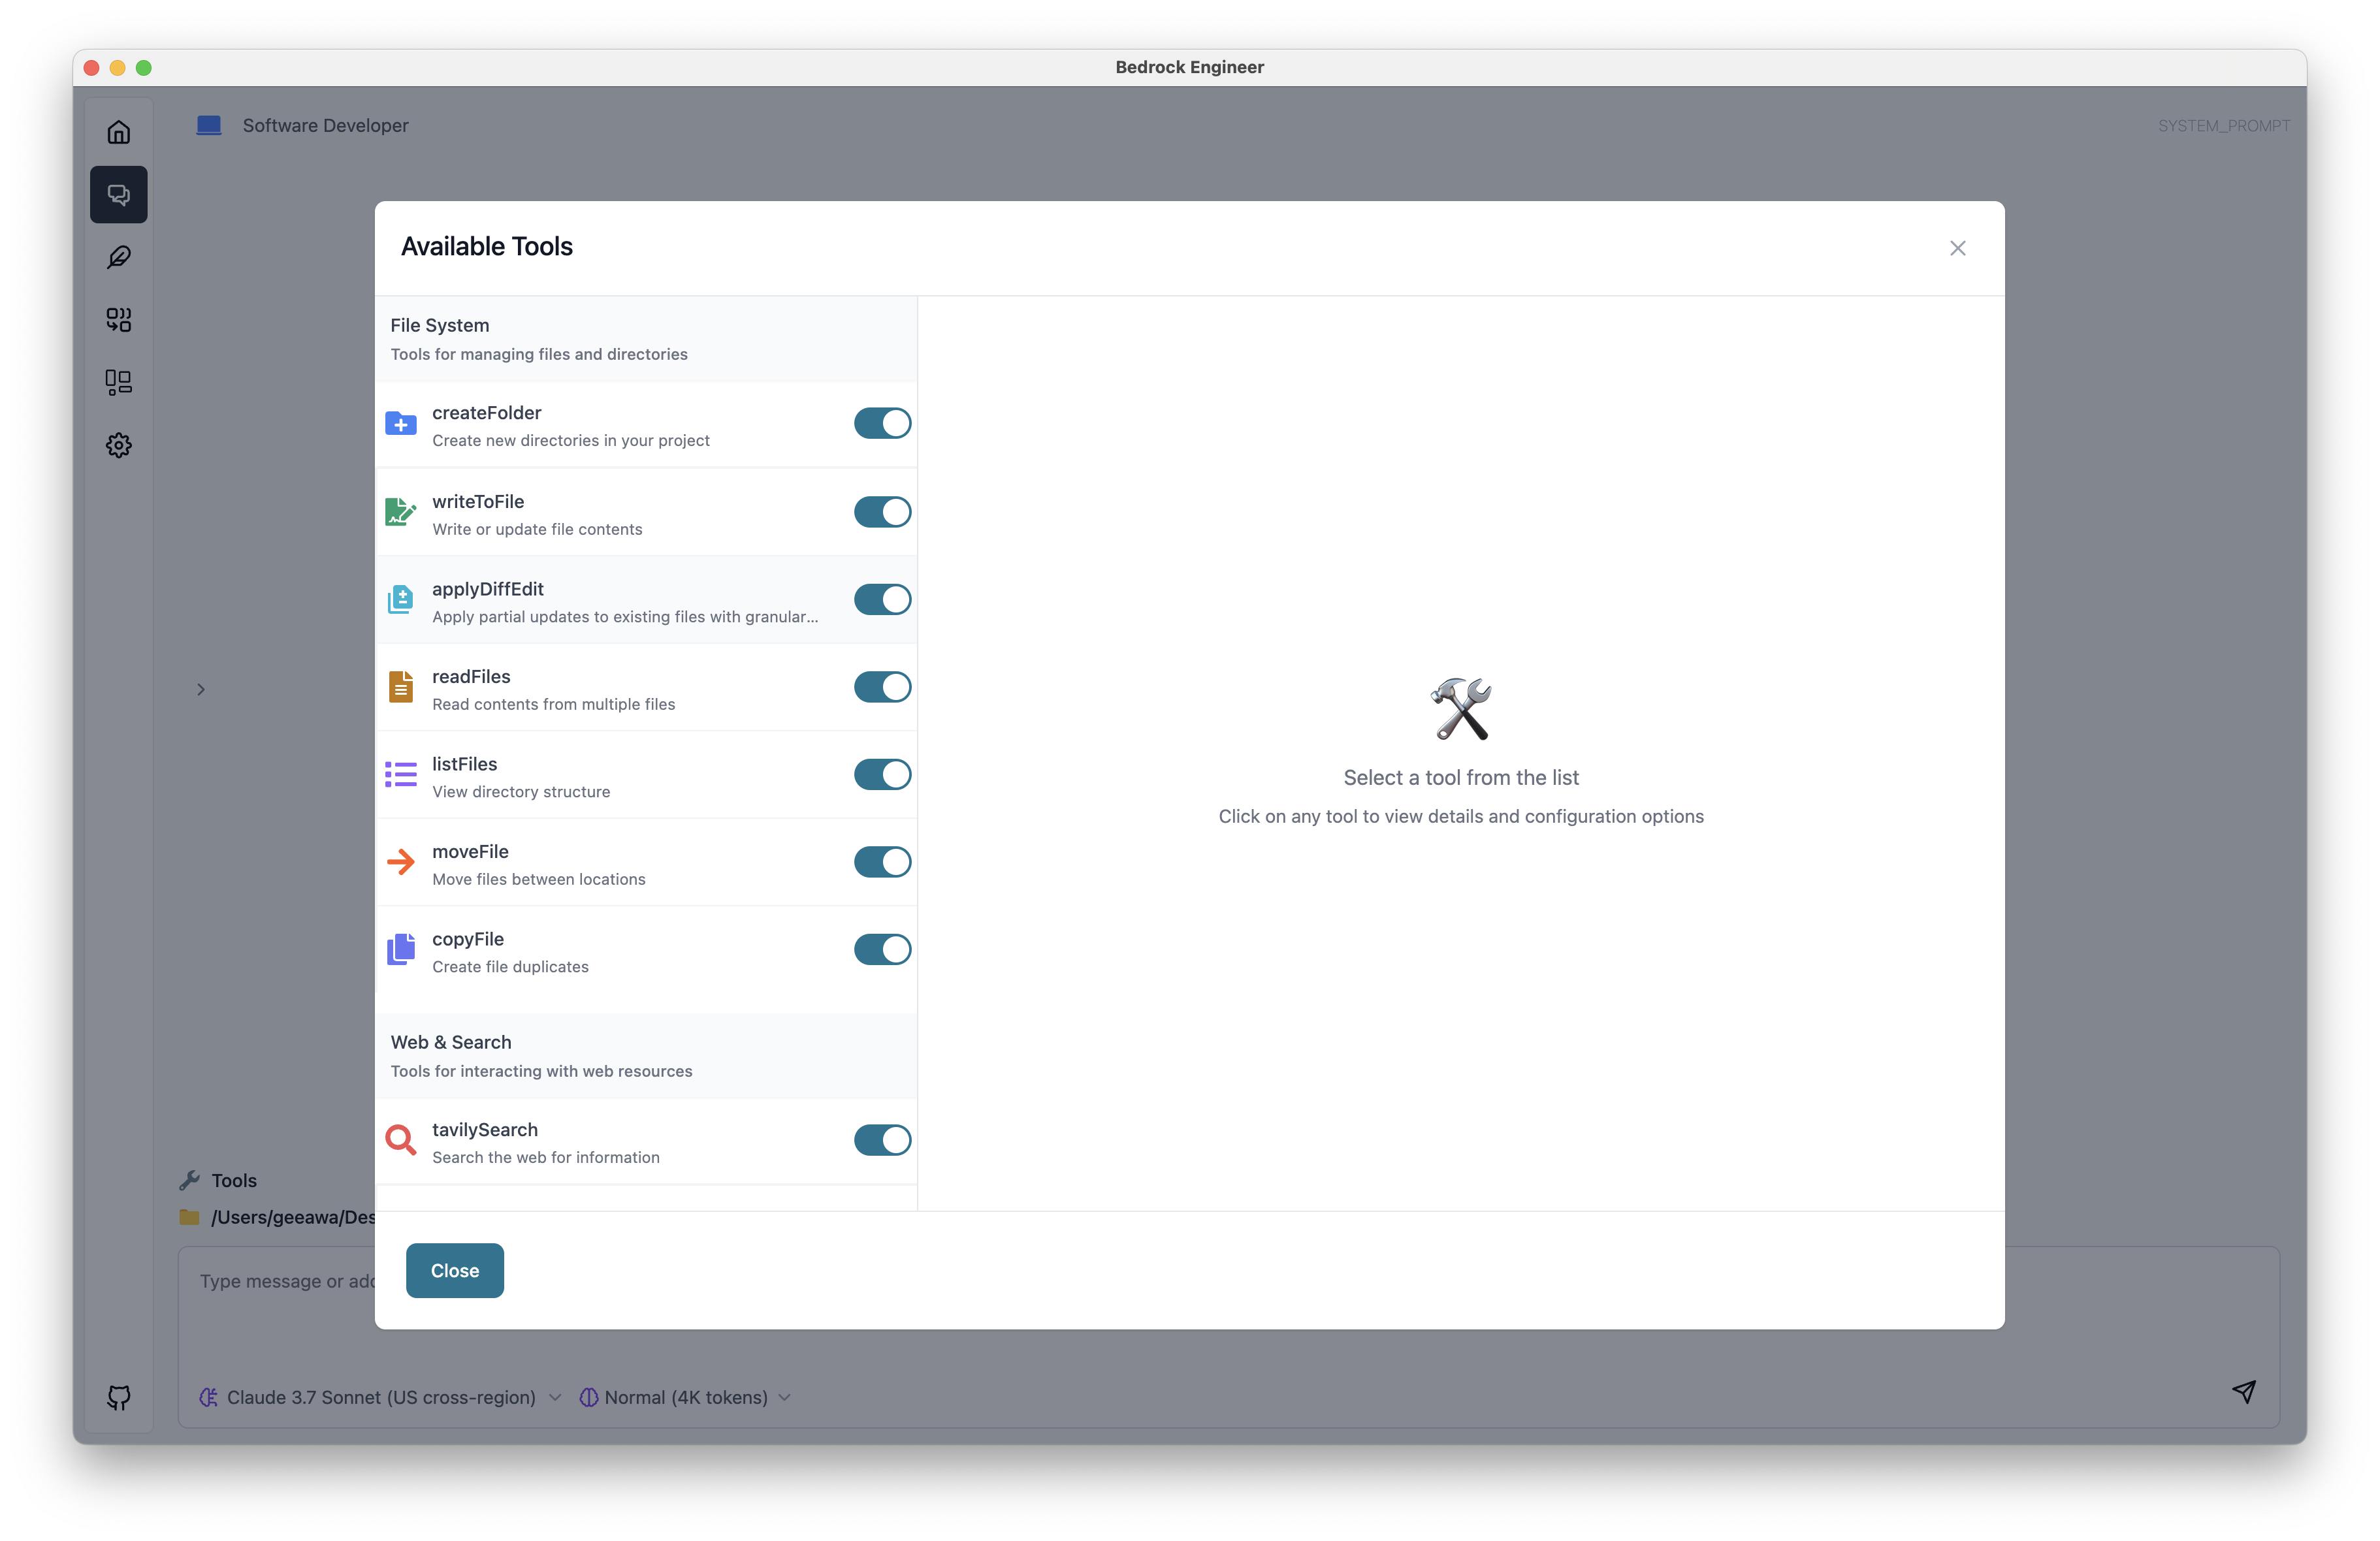 Bedrock Engineer
Software Developer
SYSTEM_PROMPT
Available Tools
File System
Tools for managing files and directories
createFolder
Create new directories in your project
writeToFile
Write or update file contents
applyDiffEdit
Apply partial updates to existing files with granular...
readFiles
Read contents from multiple files
listFiles
View directory structure
moveFile
Move files between locations
copyFile
Create file duplicates
Web & Search
Tools for interacting with web resources
tavilySearch
Search the web for information
Select a tool from the list
Click on any tool to view details and configuration options
Close
Tools
/Users/geeawa/Des
Type message or add
Claude 3.7 Sonnet (US cross-region)
Normal (4K tokens)